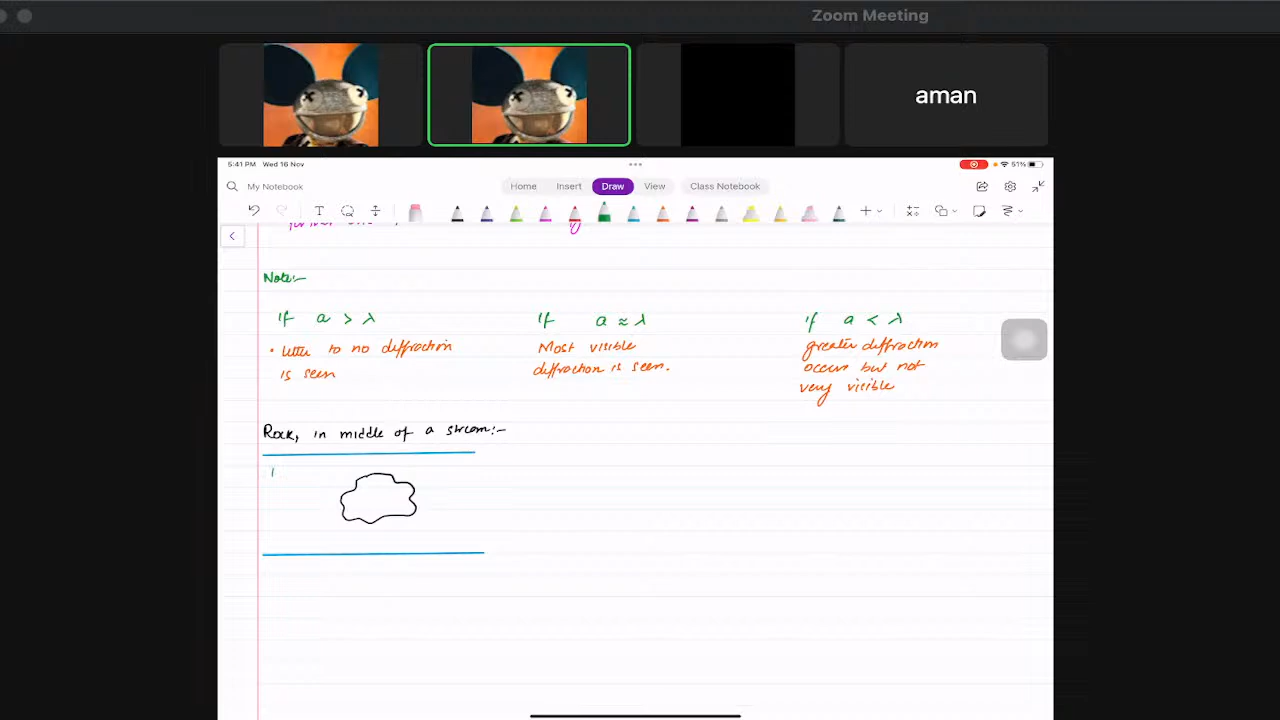 Zoom Meeting
aman
5:41 PM Wed 16 Nov
51%
My Notebook
Home Insert Draw View Class Notebook
Note:-
If a > λ
If a ≈ λ
if a < λ
• letter to no diffraction
is seen
Most visible
diffraction is seen.
greater diffraction
occurs but not
very visible
Rock, in middle of a stream:-